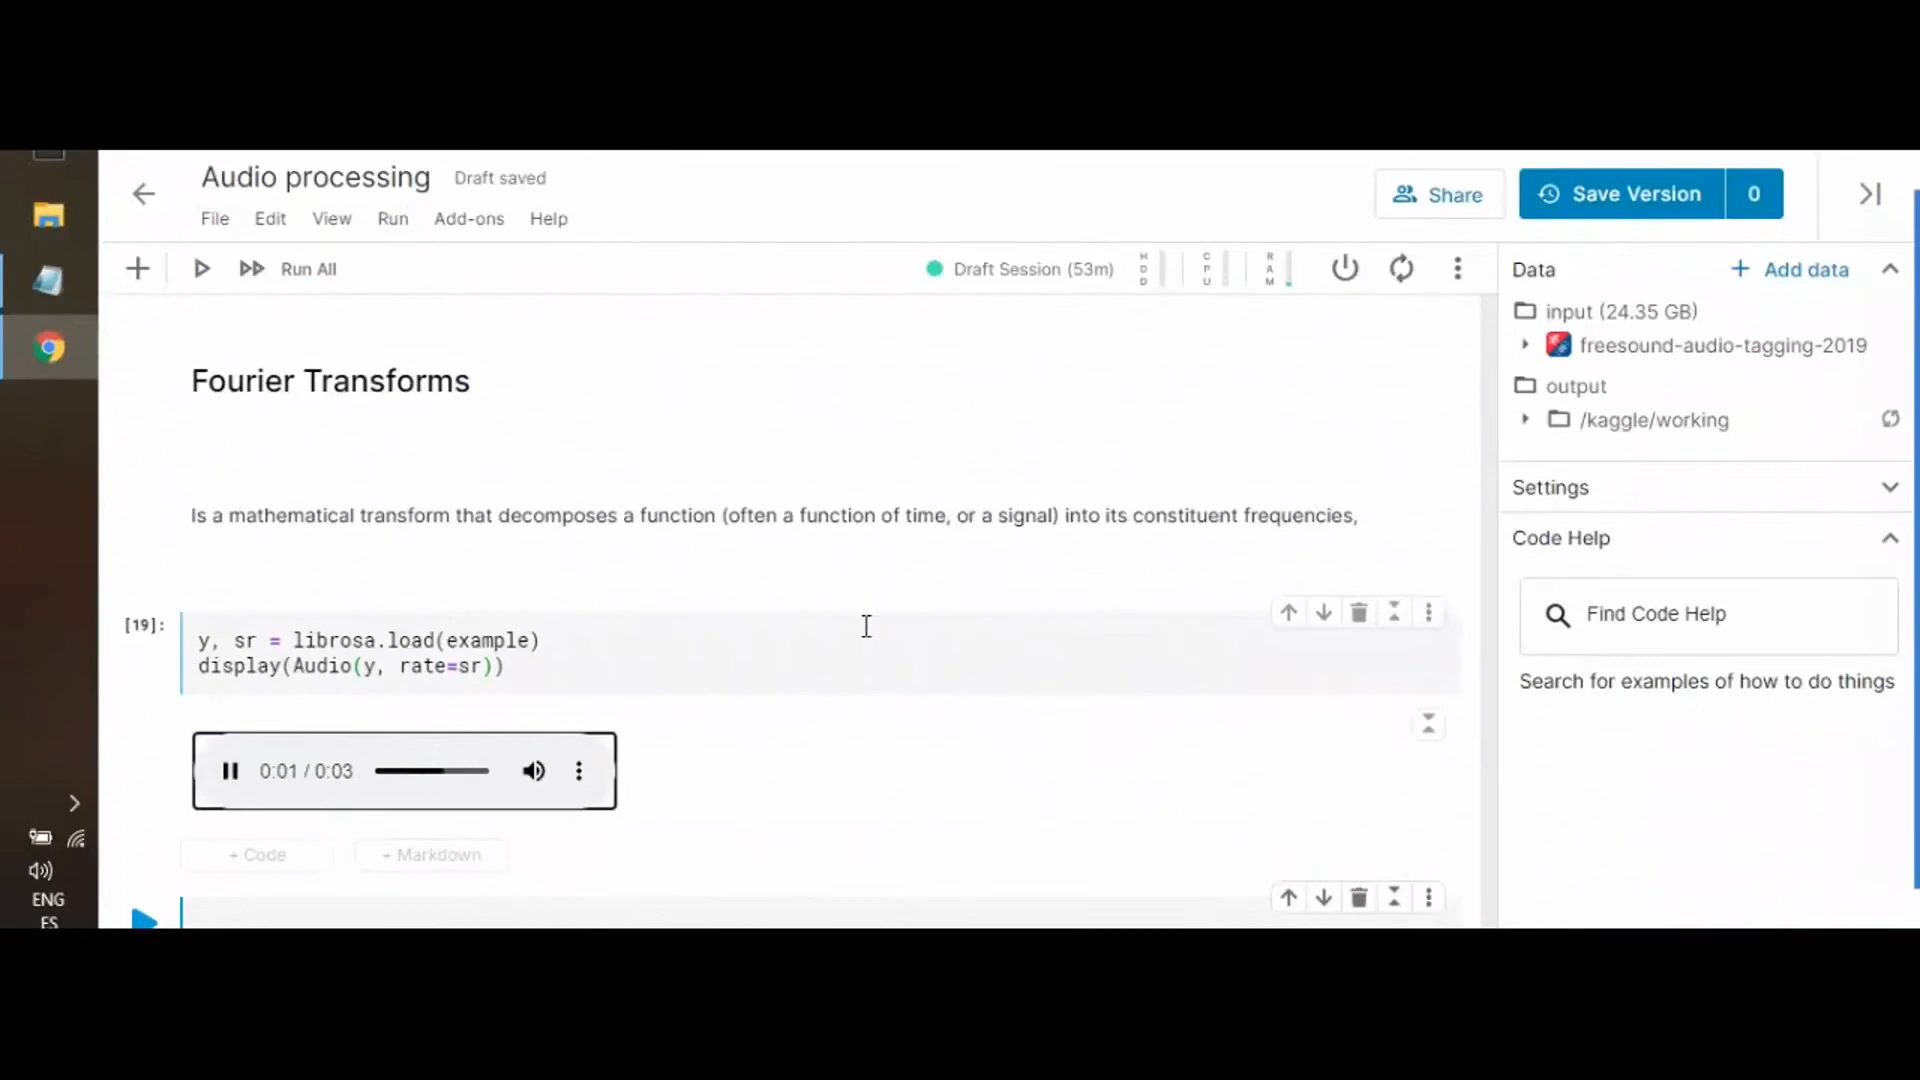 Audio processing
Draft saved
File
Edit
View
Run
Add-ons
Help
Share
Save Version
0
Run All
Draft Session (53m)
HDD
CPU
RAM
Data
Add data
input (24.35 GB)
freesound-audio-tagging-2019
output
/kaggle/working
Settings
Code Help
Find Code Help
Search for examples of how to do things
Fourier Transforms
Is a mathematical transform that decomposes a function (often a function of time, or a signal) into its constituent frequencies,
[19]:
y, sr = librosa.load(example)
display(Audio(y, rate=sr))
0:01 / 0:03
+ Code
+ Markdown
ENG
ES